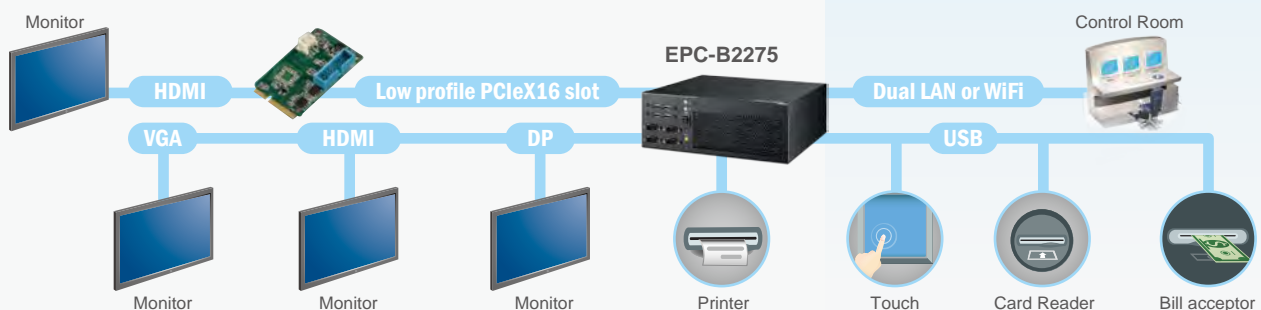 Monitor
Control Room
EPC-B2275
HDMI
Low profile PCIeX16 slot
Dual LAN or WiFi
VGA
HDMI
DP
USB
Monitor
Monitor
Monitor
Printer
Touch
Card Reader
Bill acceptor